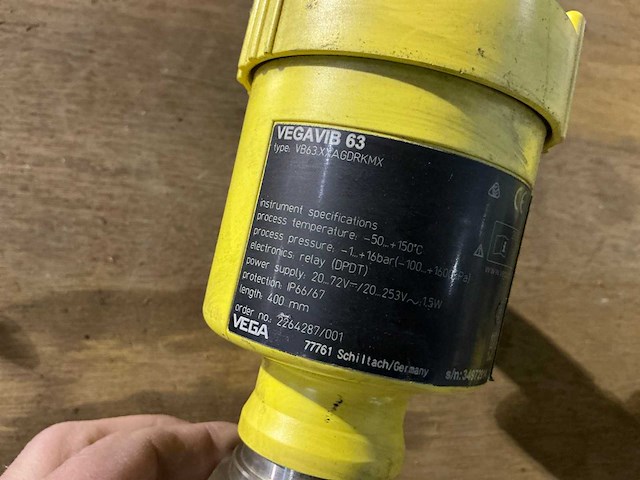 VEGAVIB 63
type: VB63.XXAGDRKMX
instrument specifications
process temperature: -50...+150°C
process pressure: -1...+16bar(-100...+160
electronics: relay (DPDT)
power supply: 20...72V⎓/20...253V~; 1.5W
protection: IP66/67
length: 400 mm
order no.: 2264287/001
VEGA
77761 Schiltach/Germany
s/n:
CE